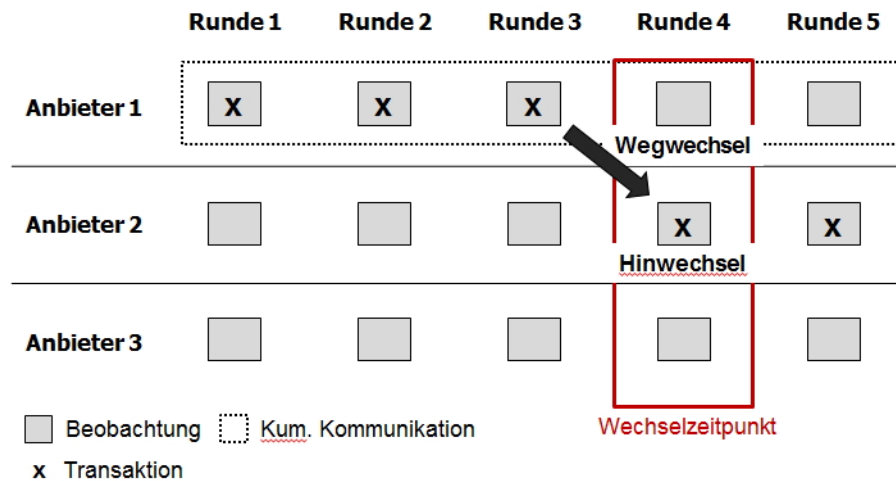 Runde 1 Runde 2 Runde 3 Runde 4 Runde 5
Anbieter 1 X X X
Wegwechsel
Anbieter 2 X X
Hinwechsel
Anbieter 3
Beobachtung Kum. Kommunikation Wechselzeitpunkt
x Transaktion